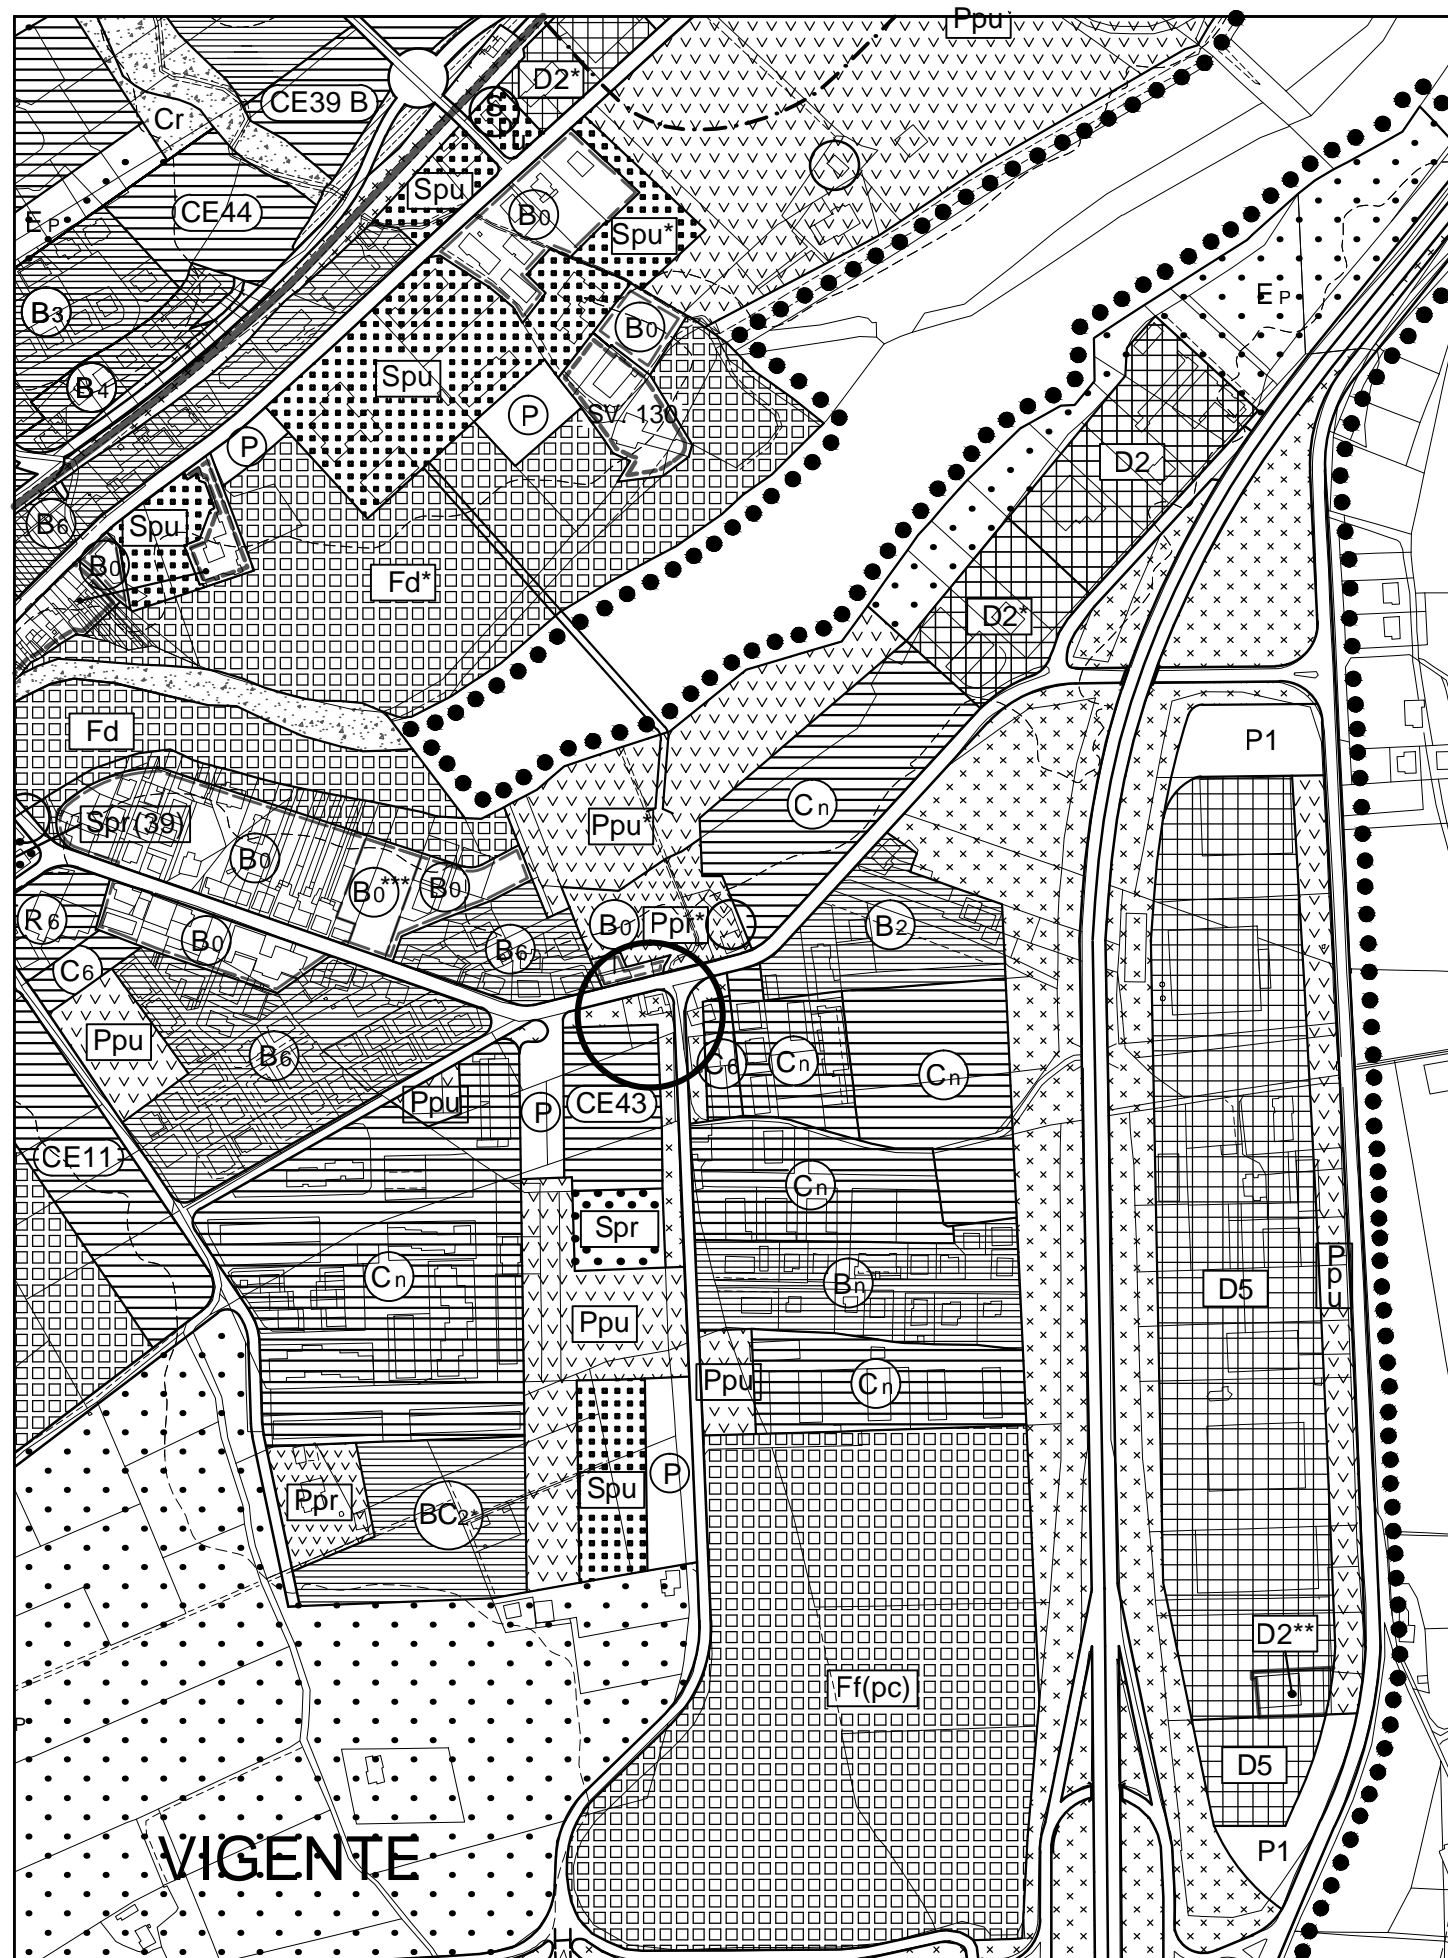 Ppu
D2*
CE39 B
S
Cr
Spu
CE44
B0
EP
Spu*
EP
B3
B0
Spu
B4
SV. 130
P
P
D2
B6
Spu
B0
Fd*
D2*
Fd
P1
Cn
Spr(39)
Ppu*
B0
B0***
B0
R6
B0
B0
Ppr*
B2
B6
C6
Ppu
B6
C6
Cn
Cn
Ppu
P
CE43
CE11
Cn
Spr
Cn
Bn
D5
Ppu
Ppu
Ppu
Cn
P
Spu
Ppr
BC2*
D2**
Ff(pc)
P
D5
VIGENTE
P1